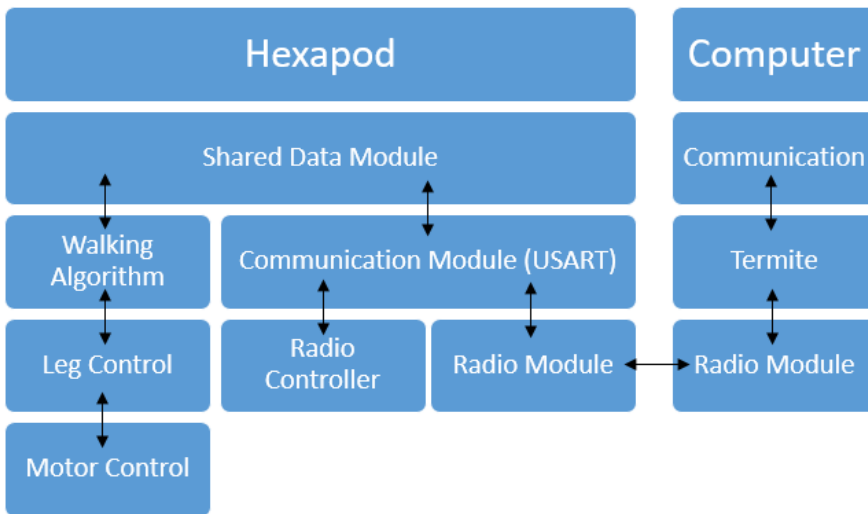 Hexapod
Computer
Shared Data Module
Communication
Walking
Algorithm
Communication Module (USART)
Termite
Leg Control
Radio
Controller
Radio Module
Radio Module
Motor Control